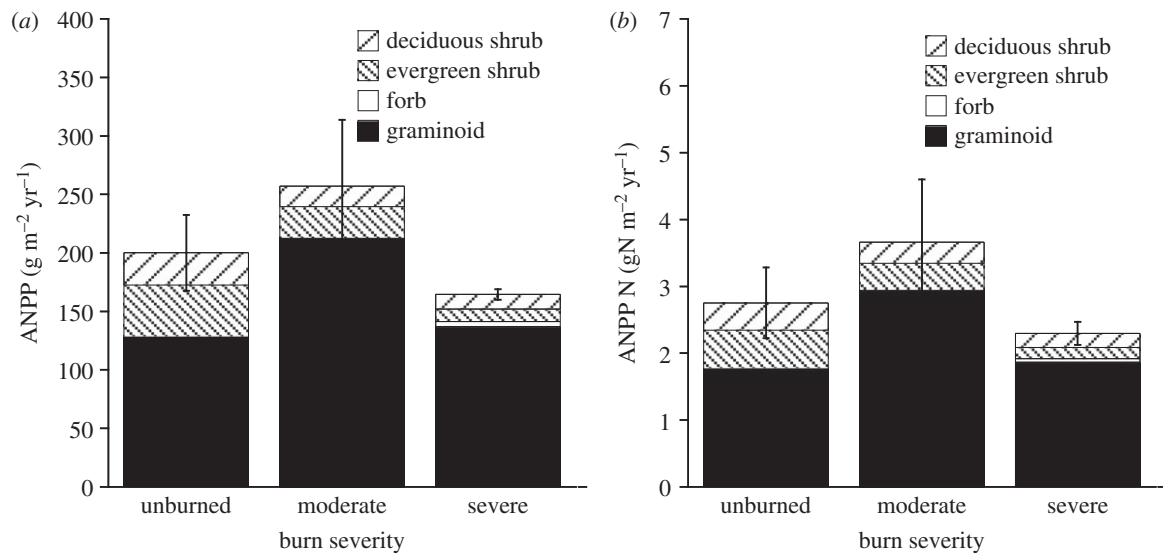 (a)
400
350
300
250
200
150
100
50
0
ANPP (g m⁻² yr⁻¹)
deciduous shrub
evergreen shrub
forb
graminoid
unburned moderate severe
burn severity
(b)
7
6
5
4
3
2
1
0
ANPP N (gN m⁻² yr⁻¹)
deciduous shrub
evergreen shrub
forb
graminoid
unburned moderate severe
burn severity